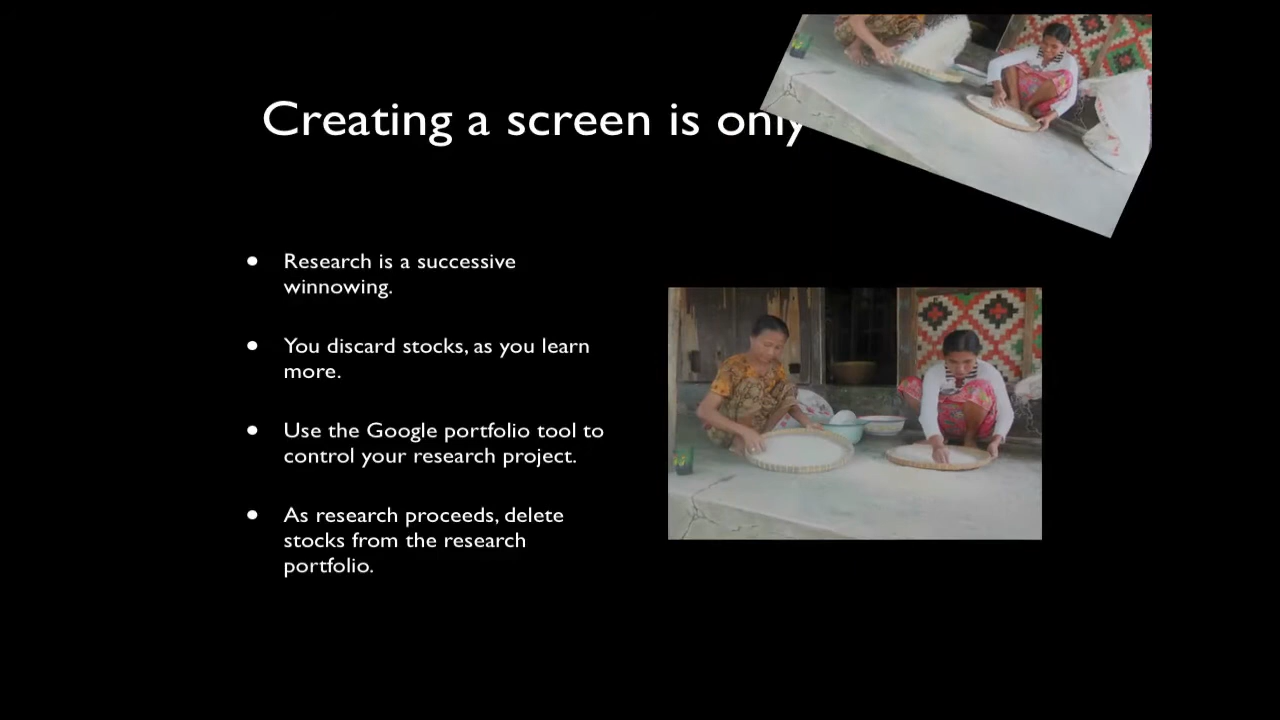 Creating a screen is only
• Research is a successive
winnowing.
• You discard stocks, as you learn
more.
• Use the Google portfolio tool to
control your research project.
• As research proceeds, delete
stocks from the research
portfolio.